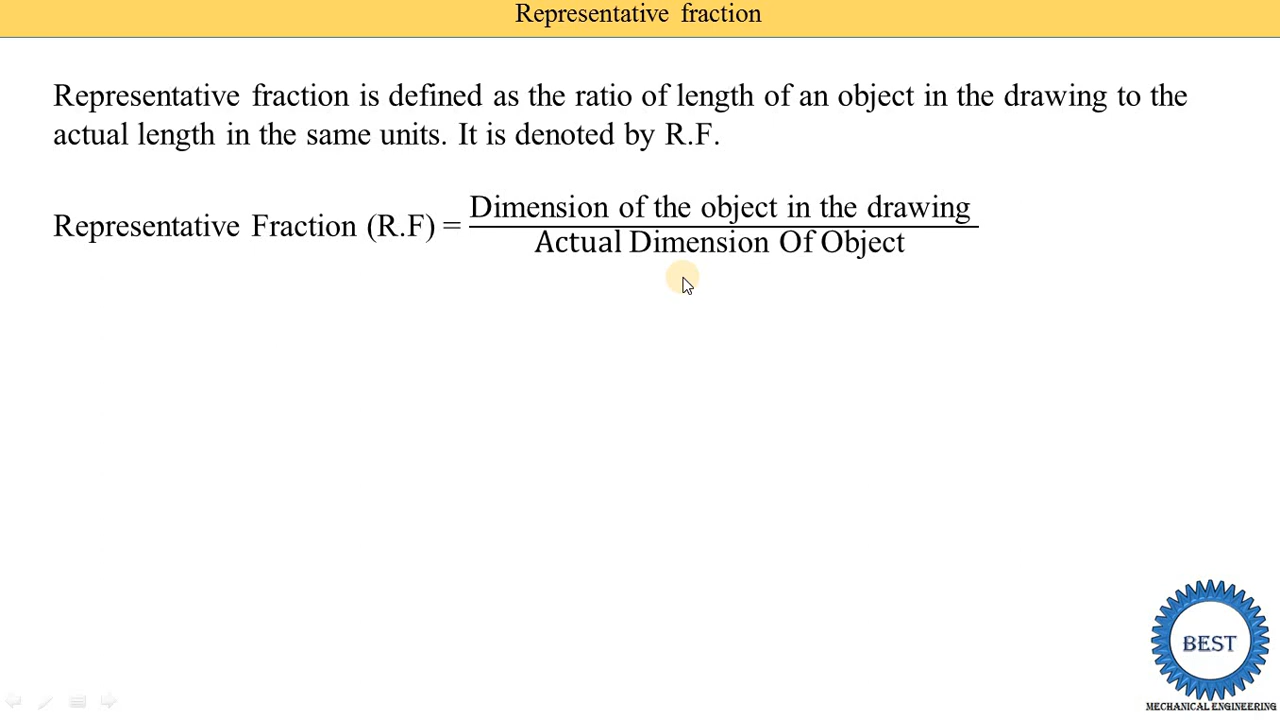 Representative fraction
Representative fraction is defined as the ratio of length of an object in the drawing to the
actual length in the same units. It is denoted by R.F.
Representative Fraction (R.F) = Dimension of the object in the drawing
Actual Dimension Of Object
BEST
MECHANICAL ENGINEERING